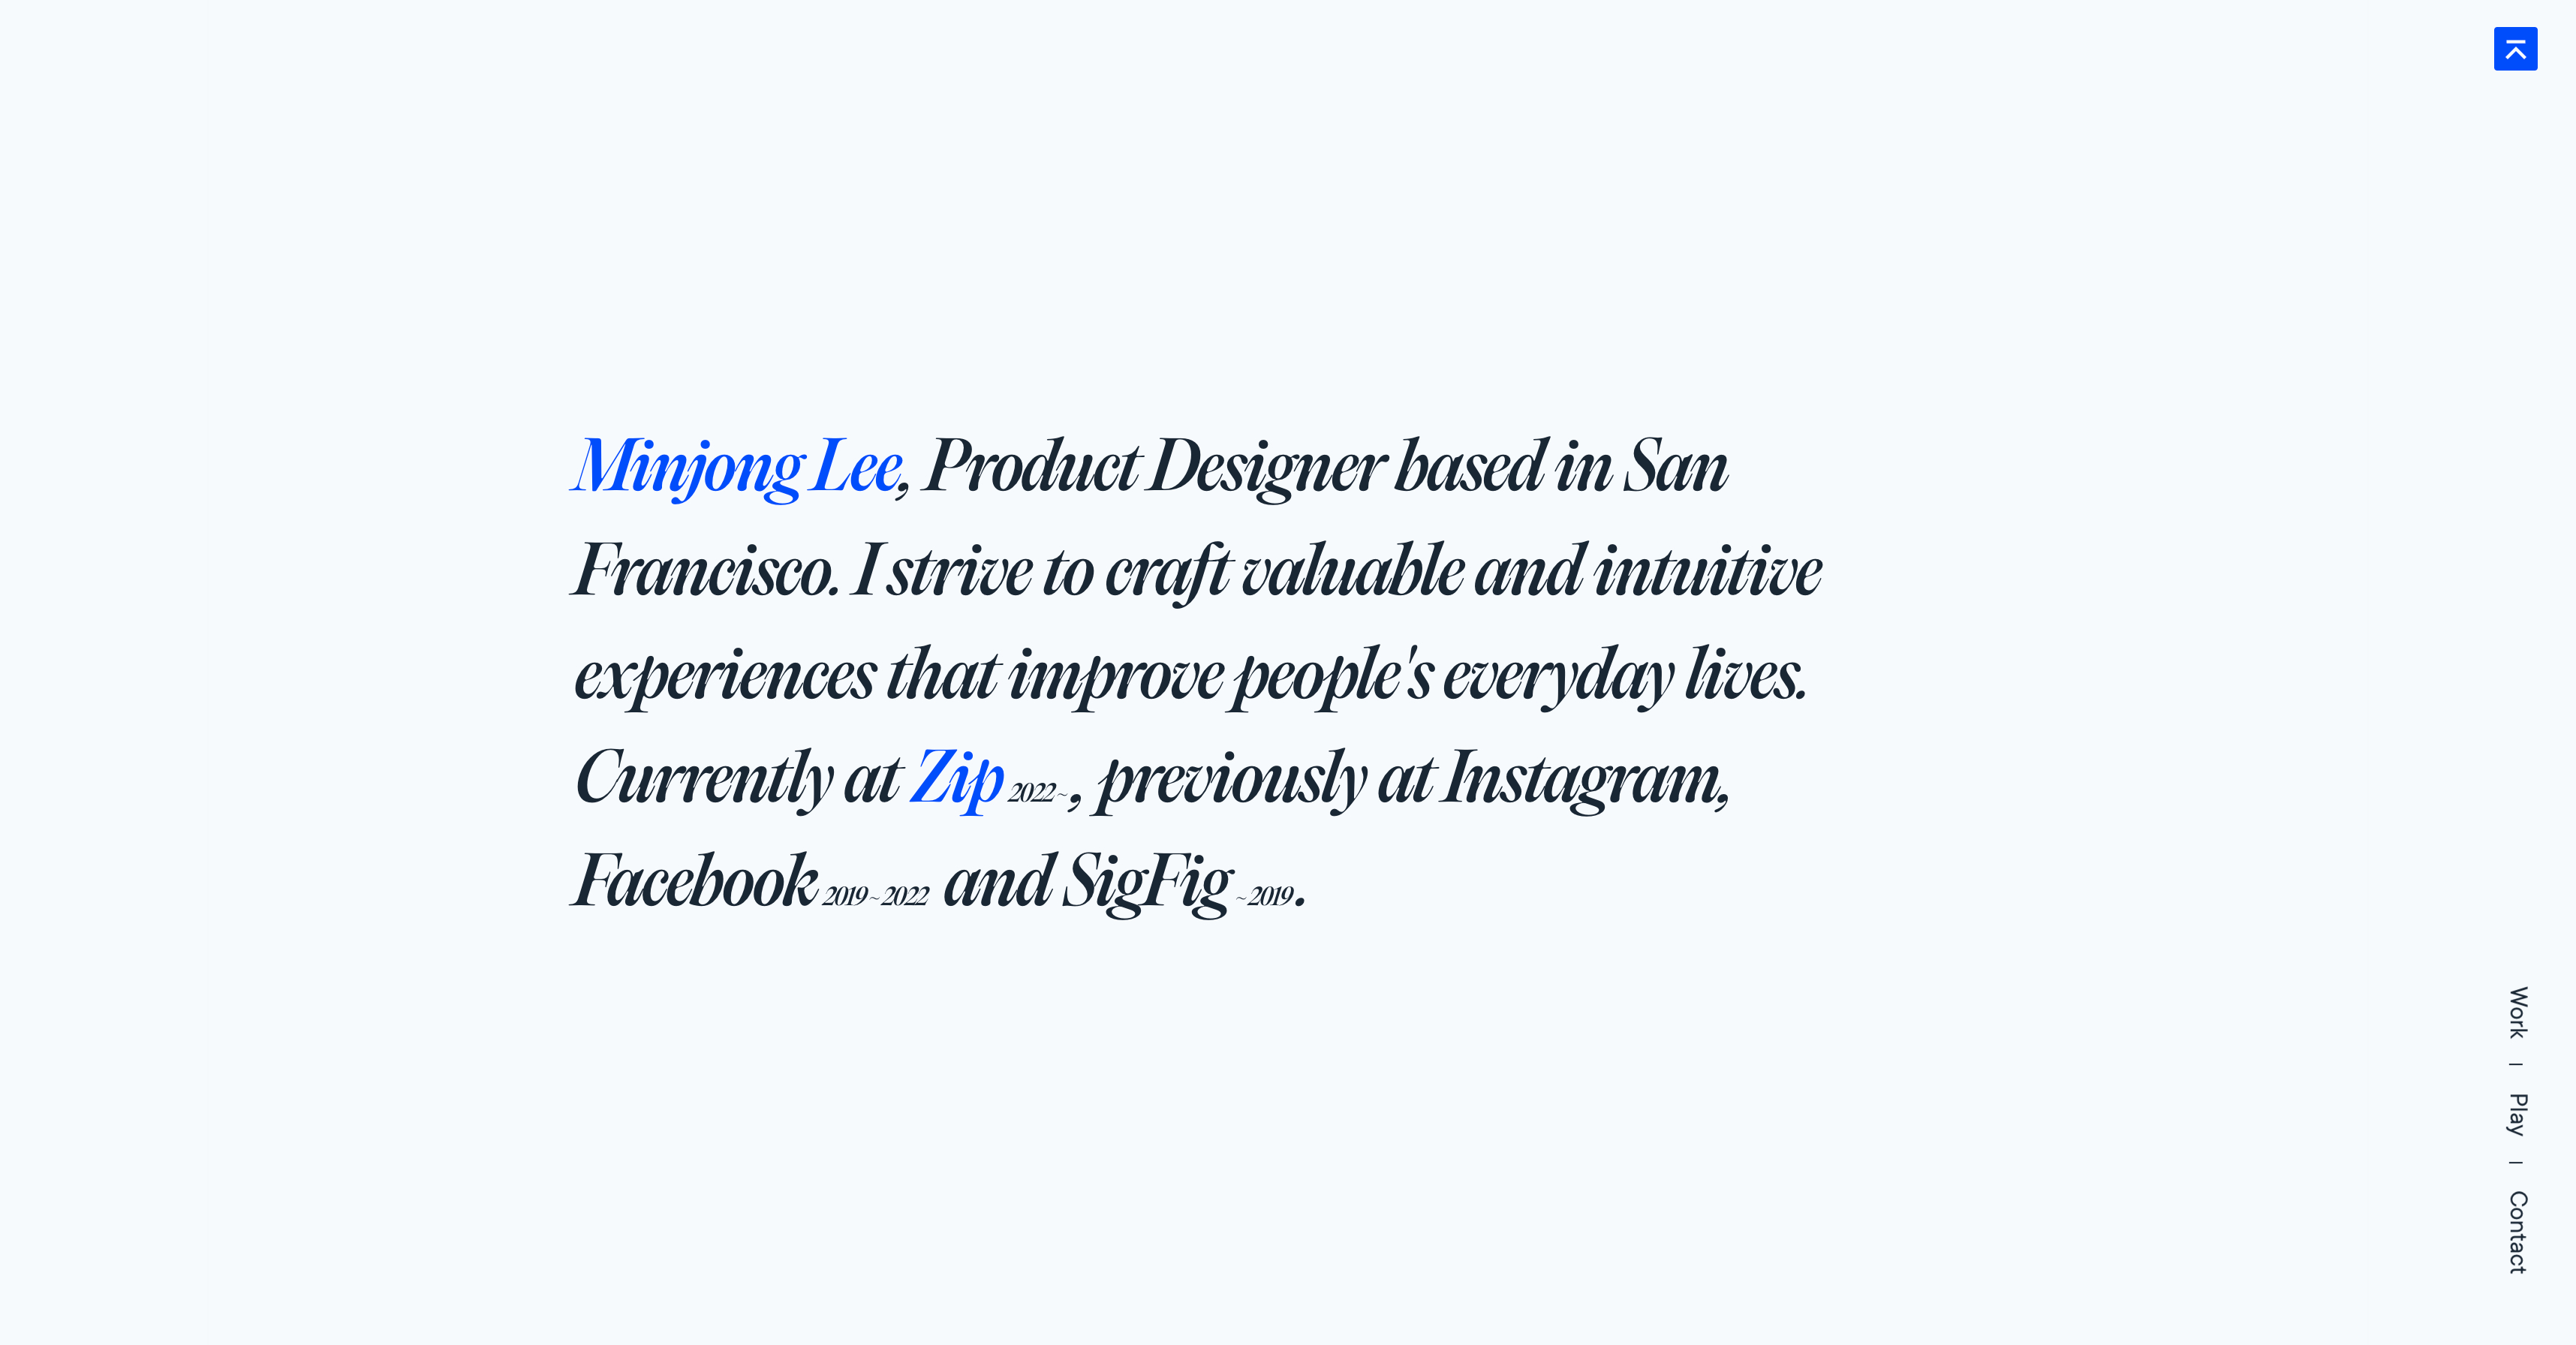 Minjong Lee, Product Designer based in San
Francisco. I strive to craft valuable and intuitive
experiences that improve people's everyday lives.
Currently at Zip 2022~, previously at Instagram,
Facebook 2019~2022 and SigFig ~2019.
Work | Play | Contact